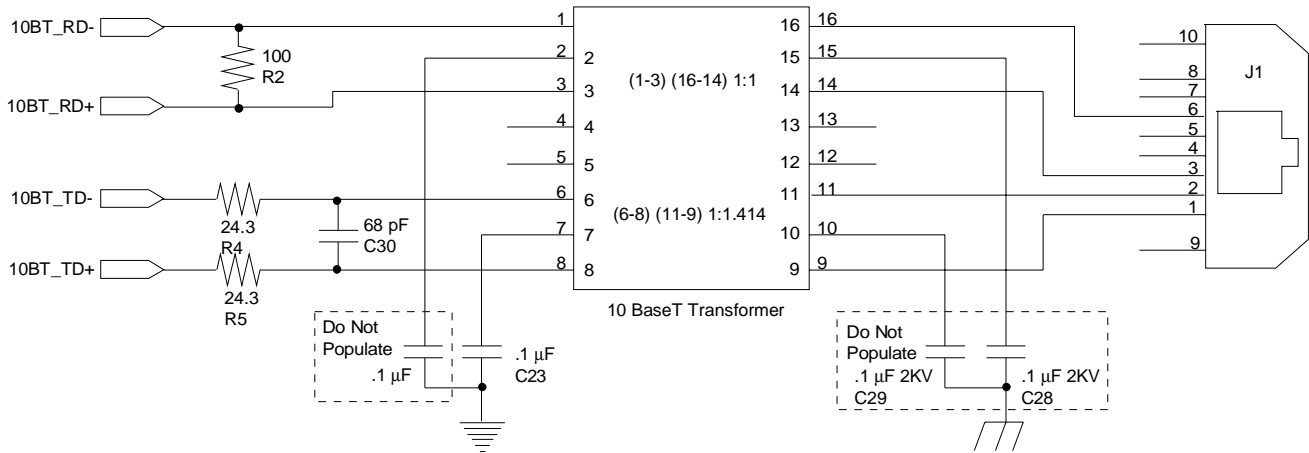 10BT_RD-
100
R2
10BT_RD+
10BT_TD-
24.3
R4
68 pF
C30
10BT_TD+
24.3
R5
1
2
3
4
5
6
7
8
1
2
3
4
5
6
7
8
(1-3) (16-14) 1:1
(6-8) (11-9) 1:1.414
16
15
14
13
12
11
10
9
16
15
14
13
12
11
10
9
10 BaseT Transformer
Do Not
Populate
.1 µF
.1 µF
C23
Do Not
Populate
.1 µF 2KV
C29
.1 µF 2KV
C28
J1
10
8
7
6
5
4
3
2
1
9